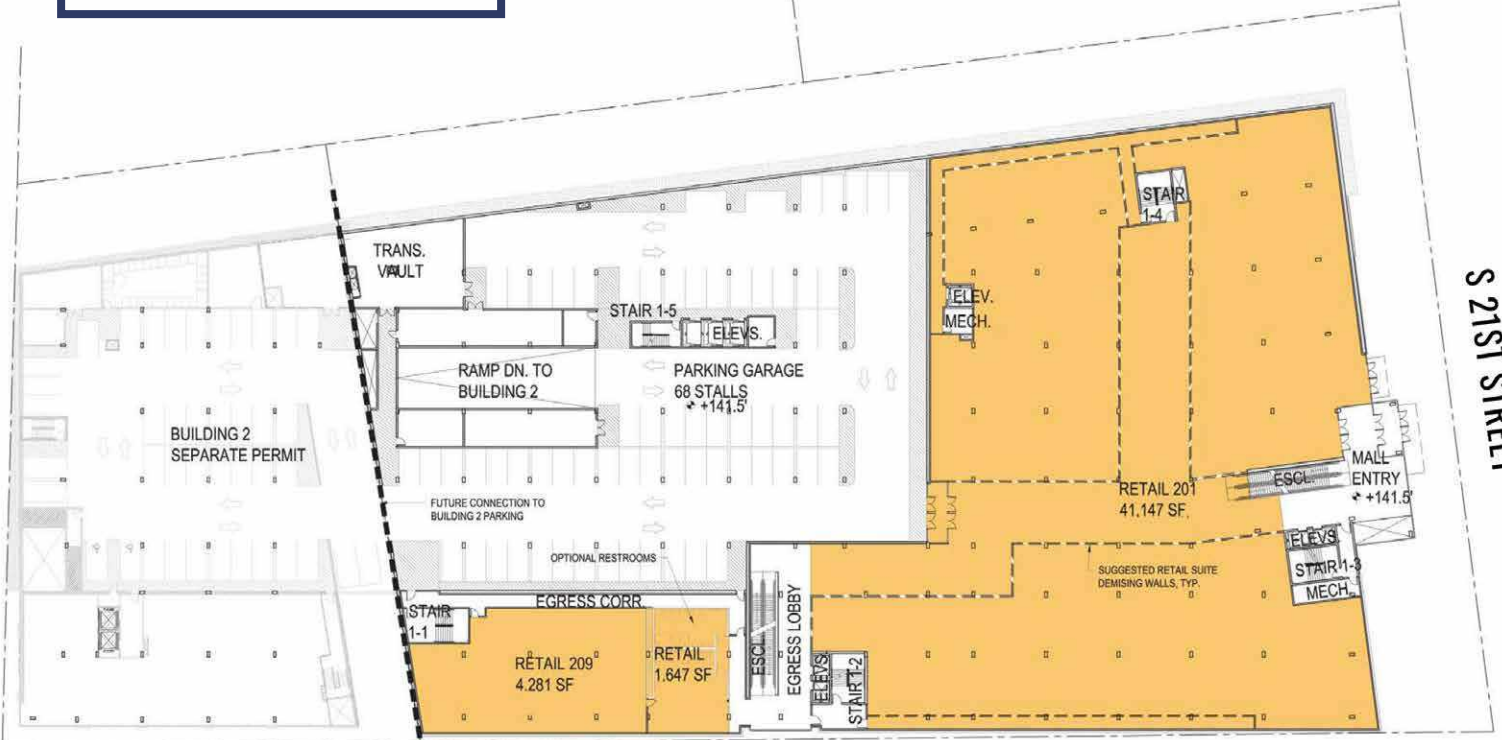 STAIR
1-4
TRANS.
VAULT
S 21ST STREET
ELEV.
MECH.
STAIR 1-5
ELEVS.
RAMP DN. TO
BUILDING 2
PARKING GARAGE
68 STALLS
+141.5'
BUILDING 2
SEPARATE PERMIT
MALL
ENTRY
+141.5'
ESCL.
RETAIL 201
41,147 SF.
FUTURE CONNECTION TO
BUILDING 2 PARKING
ELEVS.
STAIR 1-3
MECH.
OPTIONAL RESTROOMS
SUGGESTED RETAIL SUITE
DEMISING WALLS, TYP.
EGRESS CORR.
STAIR
1-1
ESCL.
EGRESS LOBBY
RETAIL 209
4.281 SF
RETAIL
1.647 SF
ELEVS.
STAIR 1-2